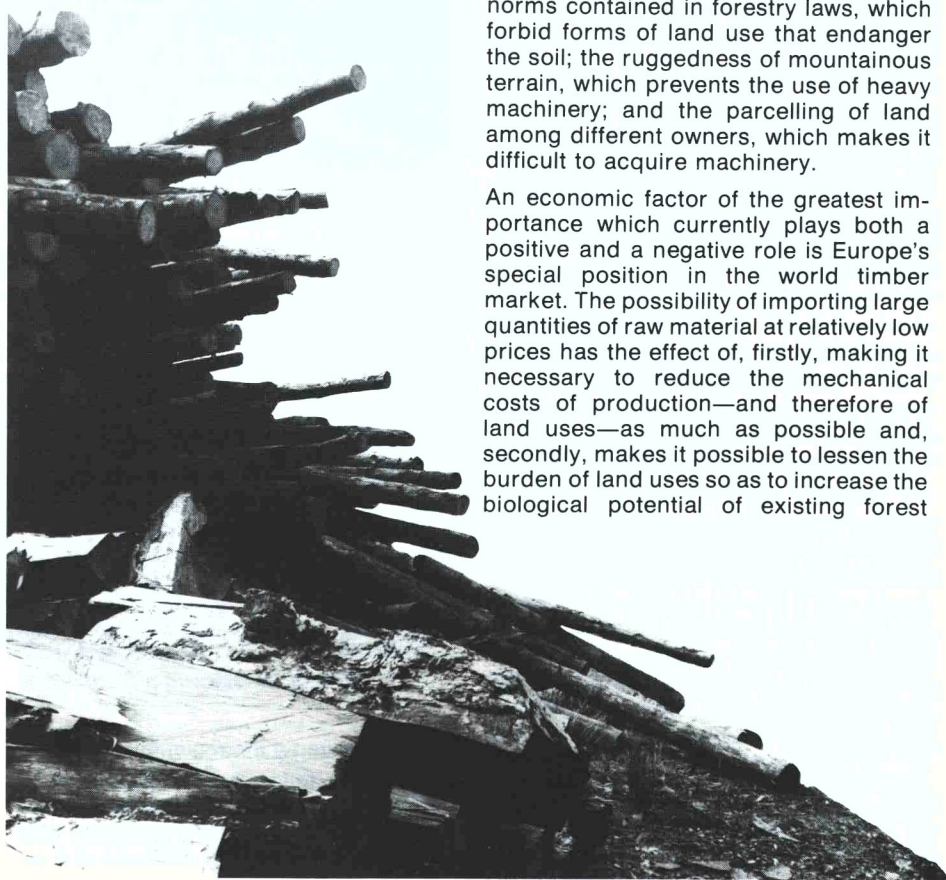 norms contained in forestry laws, which
forbid forms of land use that endanger
the soil; the ruggedness of mountainous
terrain, which prevents the use of heavy
machinery; and the parcelling of land
among different owners, which makes it
difficult to acquire machinery.
An economic factor of the greatest im-
portance which currently plays both a
positive and a negative role is Europe's
special position in the world timber
market. The possibility of importing large
quantities of raw material at relatively low
prices has the effect of, firstly, making it
necessary to reduce the mechanical
costs of production—and therefore of
land uses—as much as possible and,
secondly, makes it possible to lessen the
burden of land uses so as to increase the
biological potential of existing forest